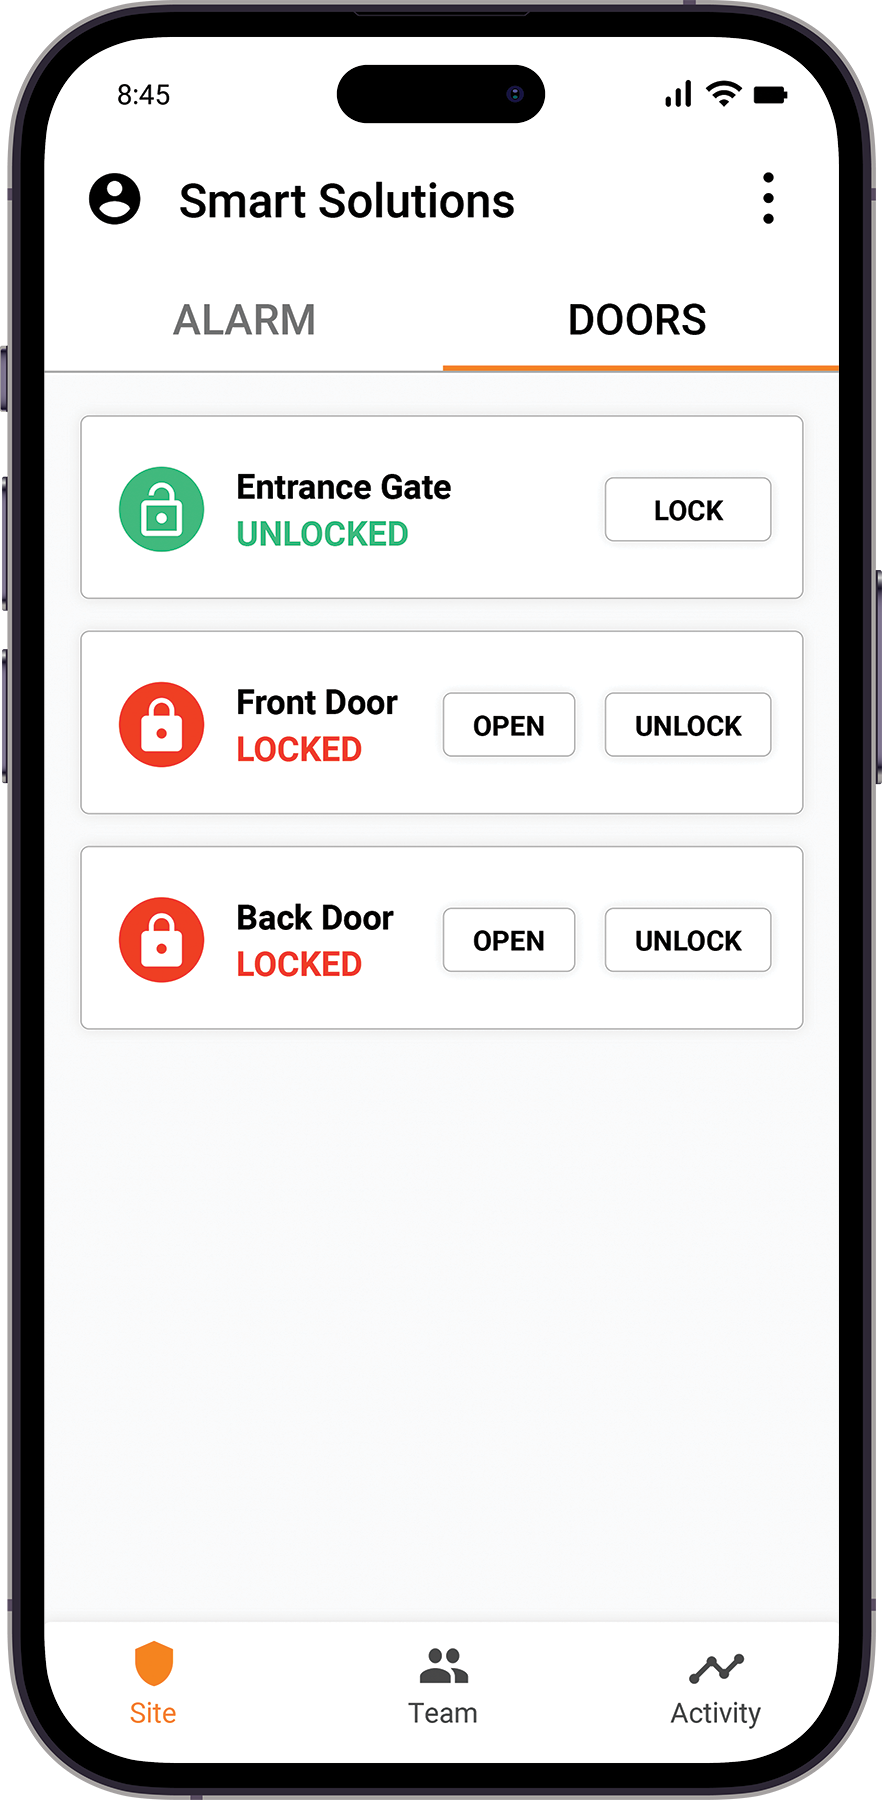 8:45
Smart Solutions
ALARM DOORS
Entrance Gate
UNLOCKED
LOCK
Front Door
LOCKED
OPEN UNLOCK
Back Door
LOCKED
OPEN UNLOCK
Site Team Activity